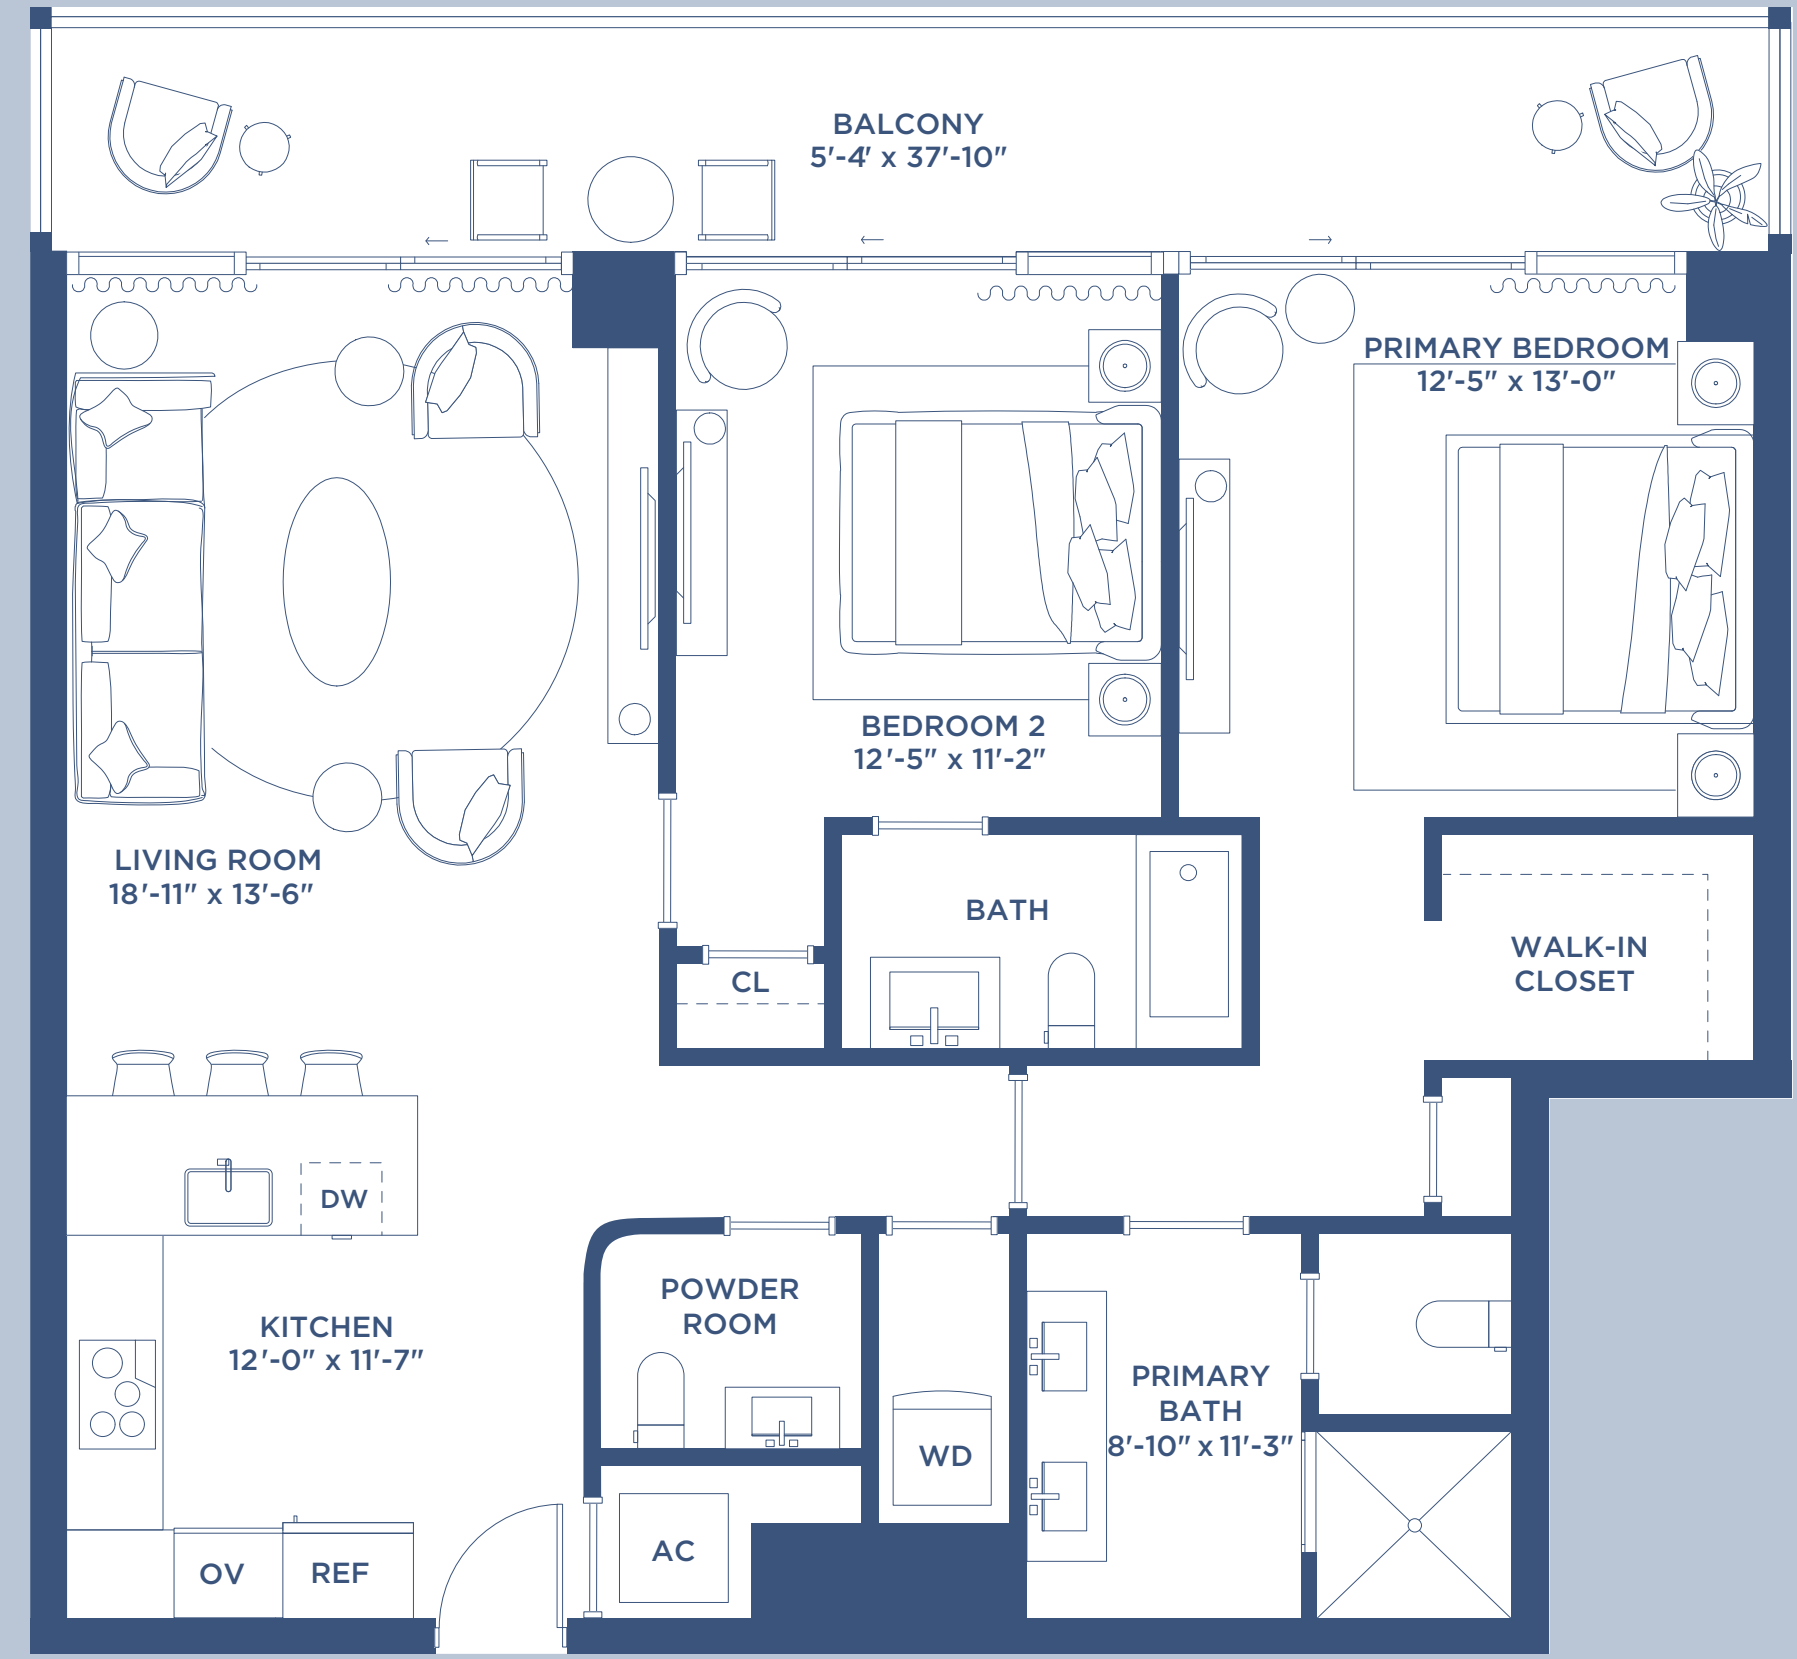 BALCONY
5'-4' x 37'-10"
PRIMARY BEDROOM
12'-5" x 13'-0"
BEDROOM 2
12'-5" x 11'-2"
LIVING ROOM
18'-11" x 13'-6"
BATH
WALK-IN
CLOSET
CL
DW
POWDER
ROOM
KITCHEN
12'-0" x 11'-7"
PRIMARY
BATH
8'-10" x 11'-3"
WD
AC
OV
REF